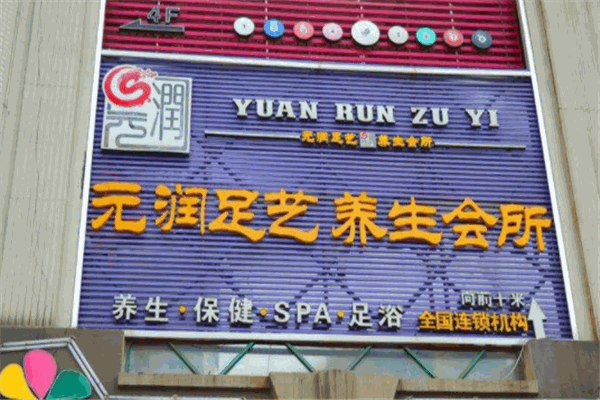 4F
元潤
YUAN RUN ZU YI
元润足艺 养生会所
元润足艺 养生会所
养生·保健·SPA·足浴
向前十米
全国连锁机构